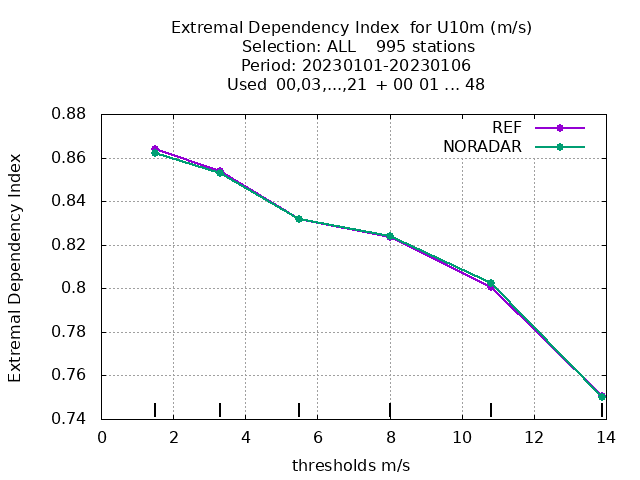 Extremal Dependency Index  for U10m (m/s)
Selection: ALL    995 stations
Period: 20230101-20230106
Used  00,03,...,21  + 00 01 ... 48
REF
NORADAR
0.88
0.86
0.84
0.82
0.8
0.78
0.76
0.74
Extremal Dependency Index
0 2 4 6 8 10 12 14
thresholds m/s